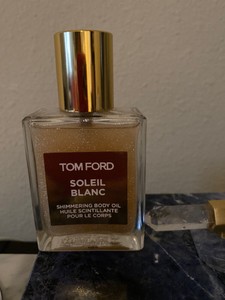 TOM FORD
SOLEIL
BLANC
SHIMMERING BODY OIL
HUILE SCINTILLANTE
POUR LE CORPS